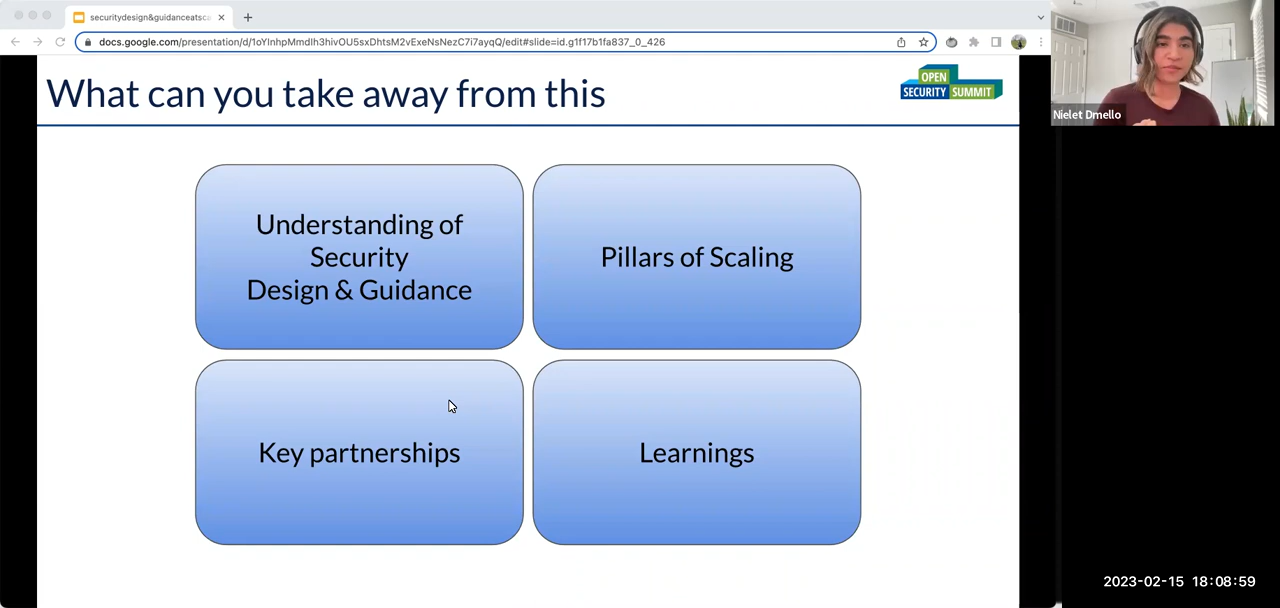 securitydesign&guidanceatsca
docs.google.com/presentation/d/1oYlnhpMmdlh3hivOU5sxDhtsM2vExeNsNezC7i7ayqQ/edit#slide=id.g1f17b1fa837_0_426
What can you take away from this
OPEN
SECURITY SUMMIT
Nielet Dmello
Understanding of
Security
Design & Guidance
Pillars of Scaling
Key partnerships
Learnings
2023-02-15 18:08:59